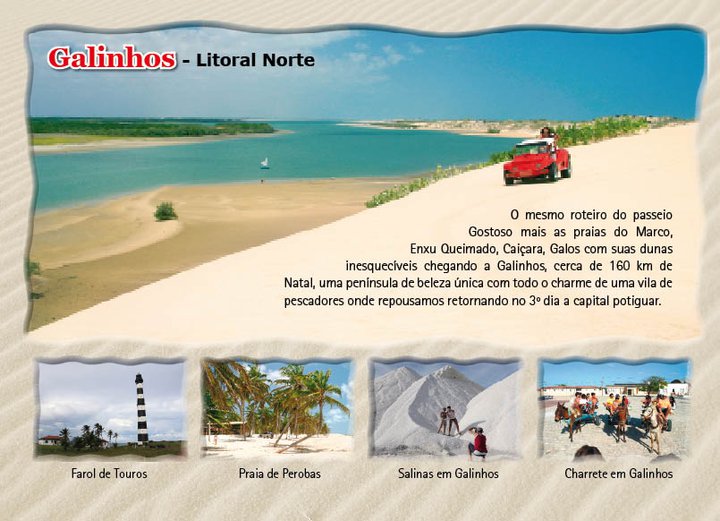 Galinhos - Litoral Norte
O mesmo roteiro do passeio
Gostoso mais as praias do Marco,
Enxu Queimado, Caiçara, Galos com suas dunas
inesquecíveis chegando a Galinhos, cerca de 160 km de
Natal, uma península de beleza única com todo o charme de uma vila de
pescadores onde repousamos retornando no 3º dia a capital potiguar.
Farol de Touros
Praia de Perobas
Salinas em Galinhos
Charrete em Galinhos